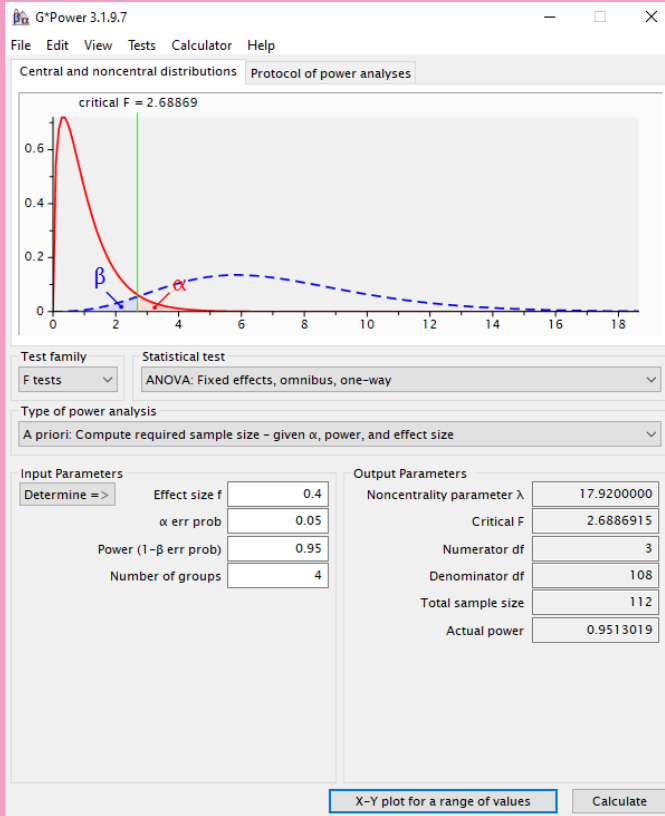 G*Power 3.1.9.7
File Edit View Tests Calculator Help
Central and noncentral distributions Protocol of power analyses
critical F = 2.68869
0.6
0.4
0.2
0
β
α
0 2 4 6 8 10 12 14 16 18
Test family
F tests
Statistical test
ANOVA: Fixed effects, omnibus, one-way
Type of power analysis
A priori: Compute required sample size – given α, power, and effect size
Input Parameters
Determine =>
Effect size f 0.4
α err prob 0.05
Power (1-β err prob) 0.95
Number of groups 4
Output Parameters
Noncentrality parameter λ 17.9200000
Critical F 2.6886915
Numerator df 3
Denominator df 108
Total sample size 112
Actual power 0.9513019
X-Y plot for a range of values
Calculate